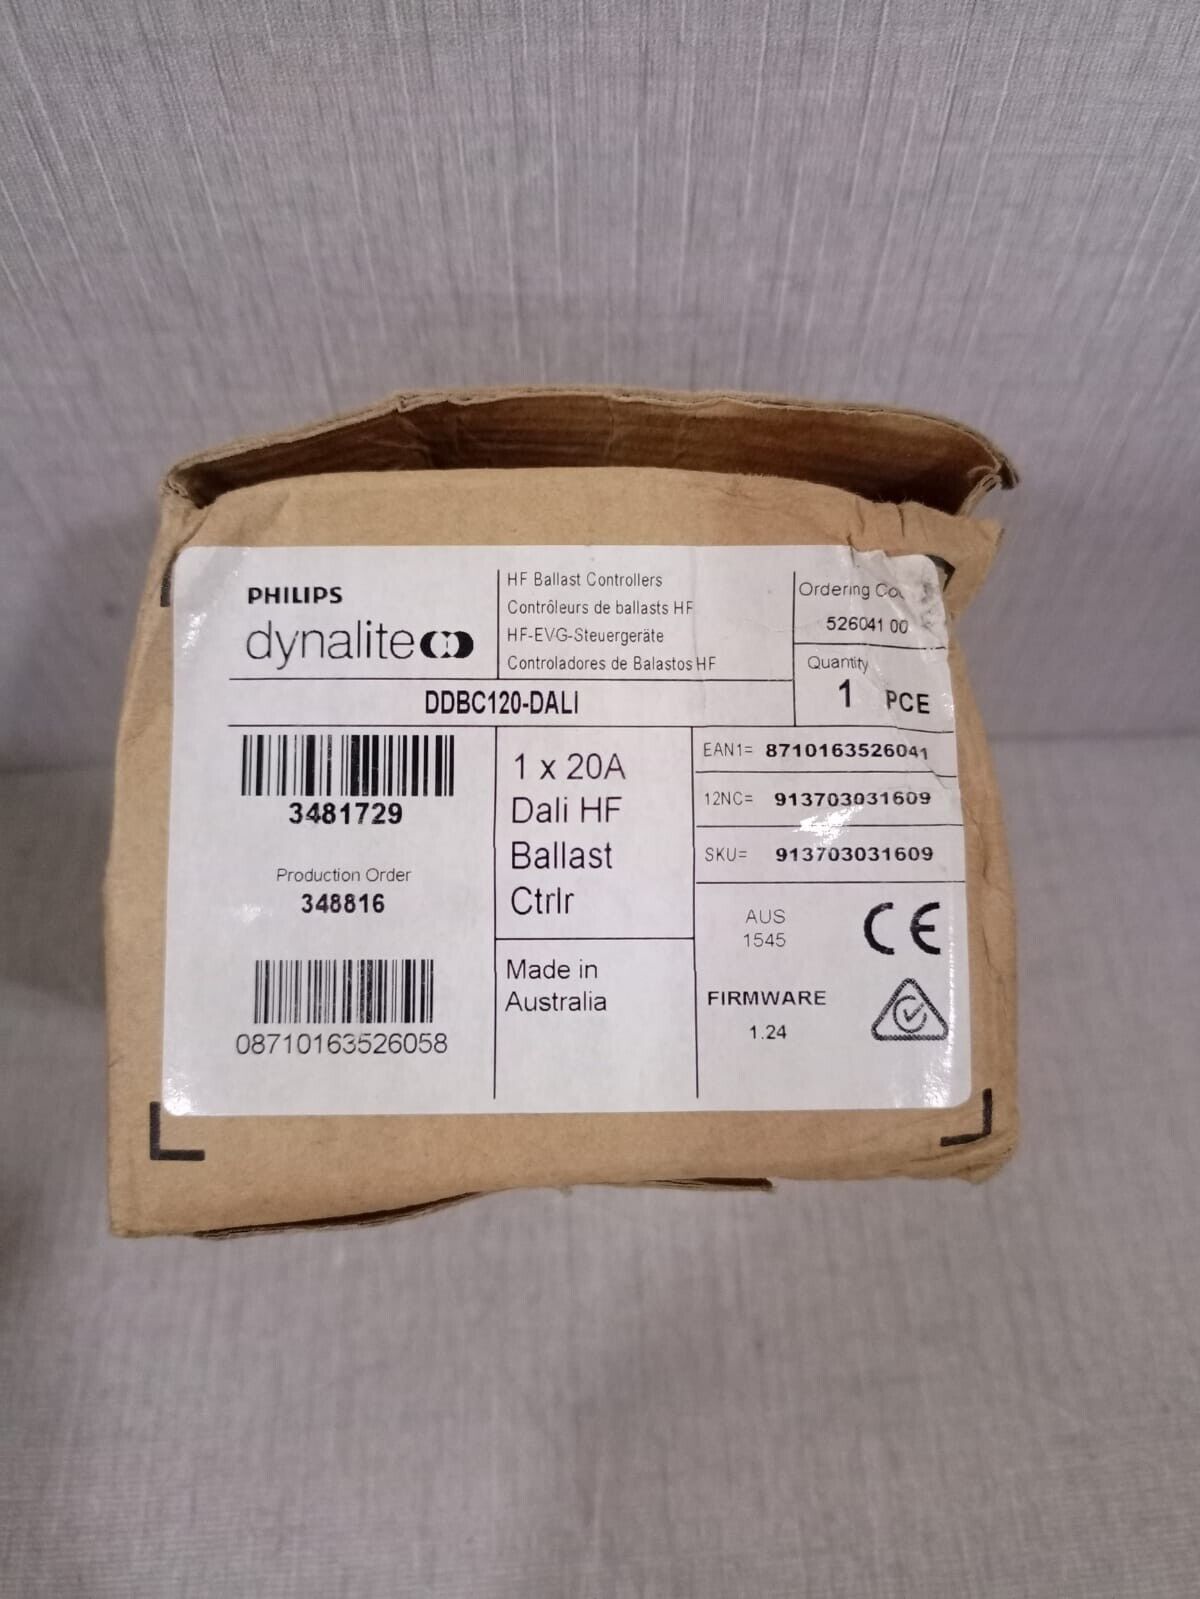 PHILIPS
dynalite
HF Ballast Controllers
Contrôleurs de ballasts HF
HF-EVG-Steuergeräte
Controladores de Balastos HF
Ordering
526041 00
Quantity
1 PCE
DDBC120-DALI
3481729
Production Order
348816
08710163526058
1 x 20A
Dali HF
Ballast
Ctrlr
Made in
Australia
EAN1= 8710163526041
12NC= 913703031609
SKU= 913703031609
AUS
1545
CE
FIRMWARE
1.24